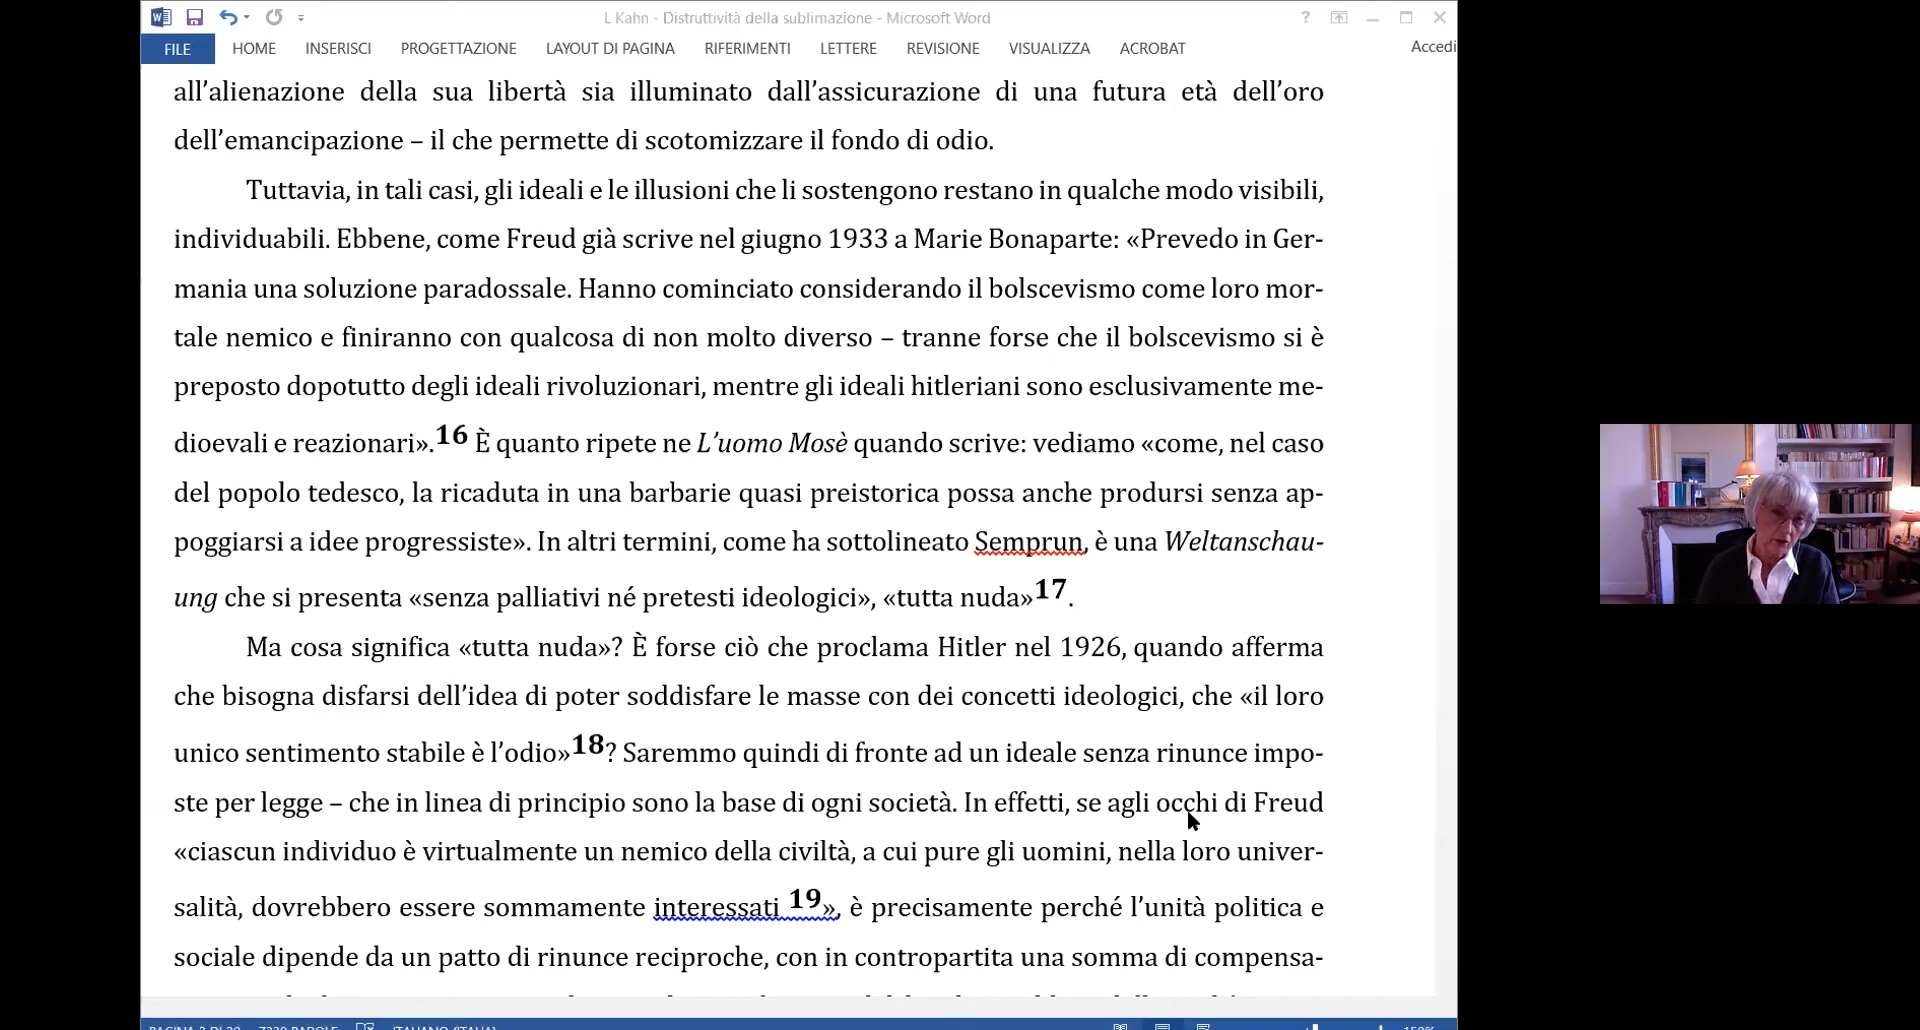 L Kahn - Distruttività della sublimazione - Microsoft Word
FILE HOME INSERISCI PROGETTAZIONE LAYOUT DI PAGINA RIFERIMENTI LETTERE REVISIONE VISUALIZZA ACROBAT Accedi
all’alienazione della sua libertà sia illuminato dall’assicurazione di una futura età dell’oro
dell’emancipazione – il che permette di scotomizzare il fondo di odio.
Tuttavia, in tali casi, gli ideali e le illusioni che li sostengono restano in qualche modo visibili,
individuabili. Ebbene, come Freud già scrive nel giugno 1933 a Marie Bonaparte: «Prevedo in Ger-
mania una soluzione paradossale. Hanno cominciato considerando il bolscevismo come loro mor-
tale nemico e finiranno con qualcosa di non molto diverso – tranne forse che il bolscevismo si è
preposto dopotutto degli ideali rivoluzionari, mentre gli ideali hitleriani sono esclusivamente me-
dioevali e reazionari».16 È quanto ripete ne L’uomo Mosè quando scrive: vediamo «come, nel caso
del popolo tedesco, la ricaduta in una barbarie quasi preistorica possa anche prodursi senza ap-
poggiarsi a idee progressiste». In altri termini, come ha sottolineato Semprun, è una Weltanschau-
ung che si presenta «senza palliativi né pretesti ideologici», «tutta nuda»17.
Ma cosa significa «tutta nuda»? È forse ciò che proclama Hitler nel 1926, quando afferma
che bisogna disfarsi dell’idea di poter soddisfare le masse con dei concetti ideologici, che «il loro
unico sentimento stabile è l’odio»18? Saremmo quindi di fronte ad un ideale senza rinunce impo-
ste per legge – che in linea di principio sono la base di ogni società. In effetti, se agli occhi di Freud
«ciascun individuo è virtualmente un nemico della civiltà, a cui pure gli uomini, nella loro univer-
salità, dovrebbero essere sommamente interessati 19», è precisamente perché l’unità politica e
sociale dipende da un patto di rinunce reciproche, con in contropartita una somma di compensa-